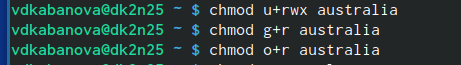 vdkabanova@dk2n25 ~ $ chmod u+rwx australia
vdkabanova@dk2n25 ~ $ chmod g+r australia
vdkabanova@dk2n25 ~ $ chmod o+r australia